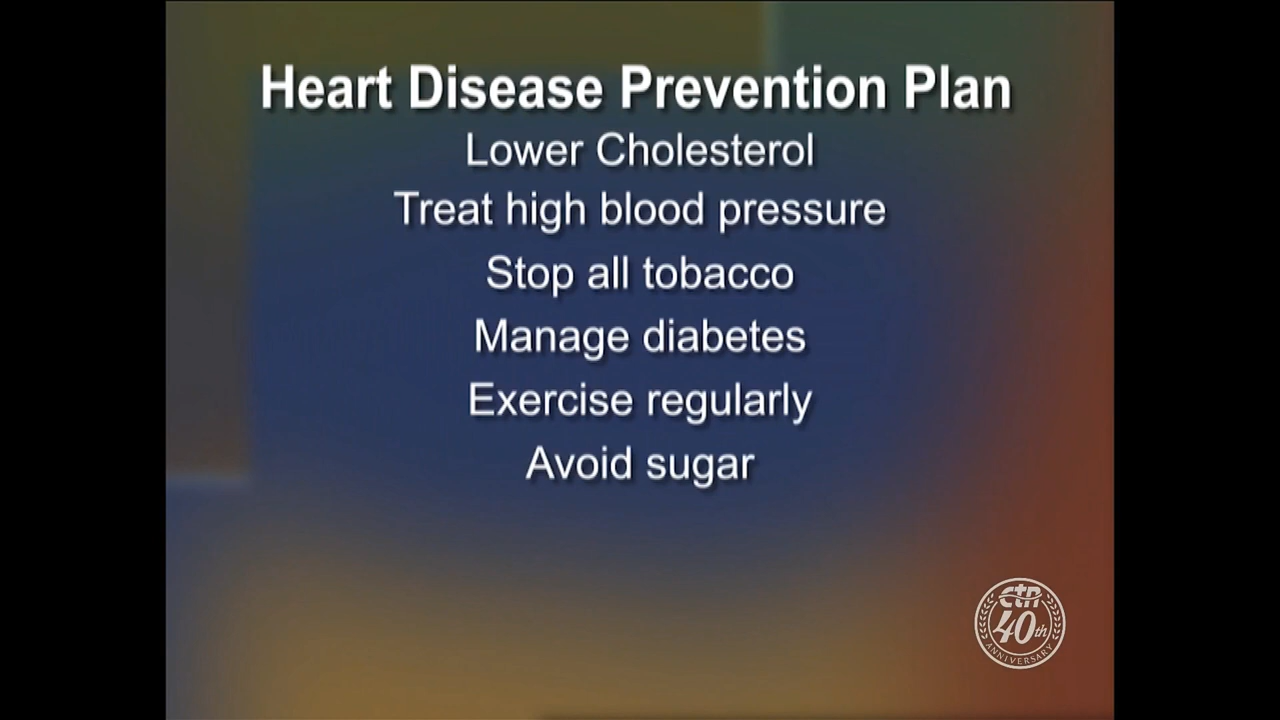 Heart Disease Prevention Plan
Lower Cholesterol
Treat high blood pressure
Stop all tobacco
Manage diabetes
Exercise regularly
Avoid sugar
ctn
40th
ANNIVERSARY